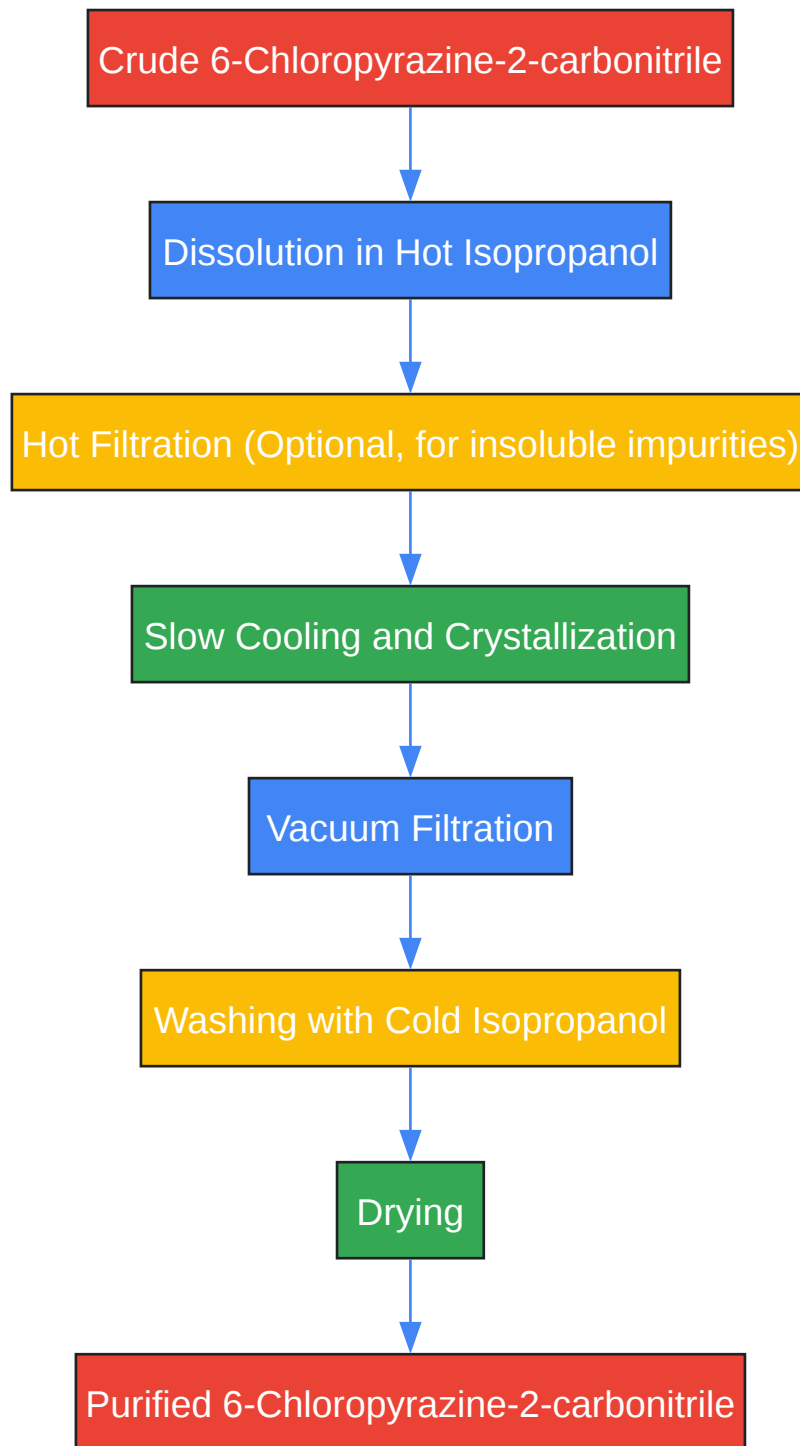 Crude 6-Chloropyrazine-2-carbonitrile
Dissolution in Hot Isopropanol
Hot Filtration (Optional, for insoluble impurities)
Slow Cooling and Crystallization
Vacuum Filtration
Washing with Cold Isopropanol
Drying
Purified 6-Chloropyrazine-2-carbonitrile